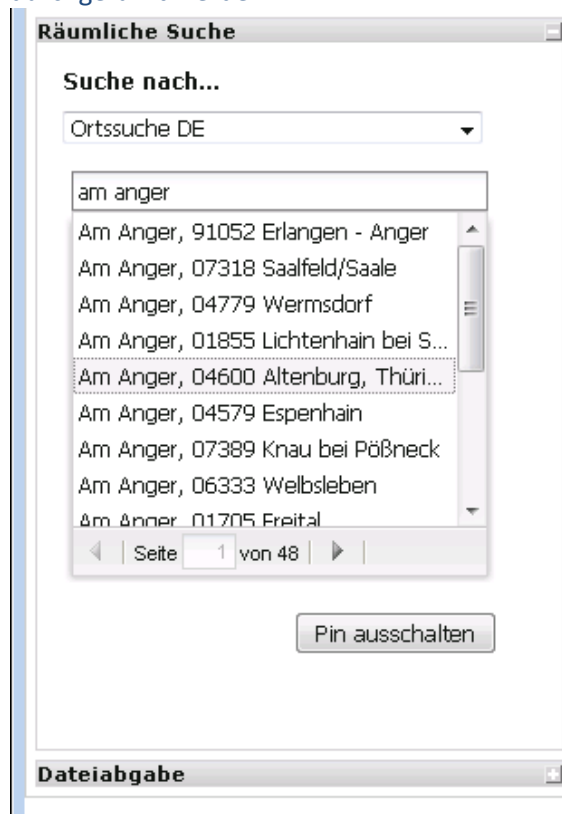 Räumliche Suche
Suche nach...
Ortssuche DE
am anger
Am Anger, 91052 Erlangen - Anger
Am Anger, 07318 Saalfeld/Saale
Am Anger, 04779 Wermsdorf
Am Anger, 01855 Lichtenhain bei S...
Am Anger, 04600 Altenburg, Thüri...
Am Anger, 04579 Espenhain
Am Anger, 07389 Knau bei Pößneck
Am Anger, 06333 Welbsleben
Am Anger, 01705 Freital
Seite 1 von 48
Pin ausschalten
Dateiabgabe